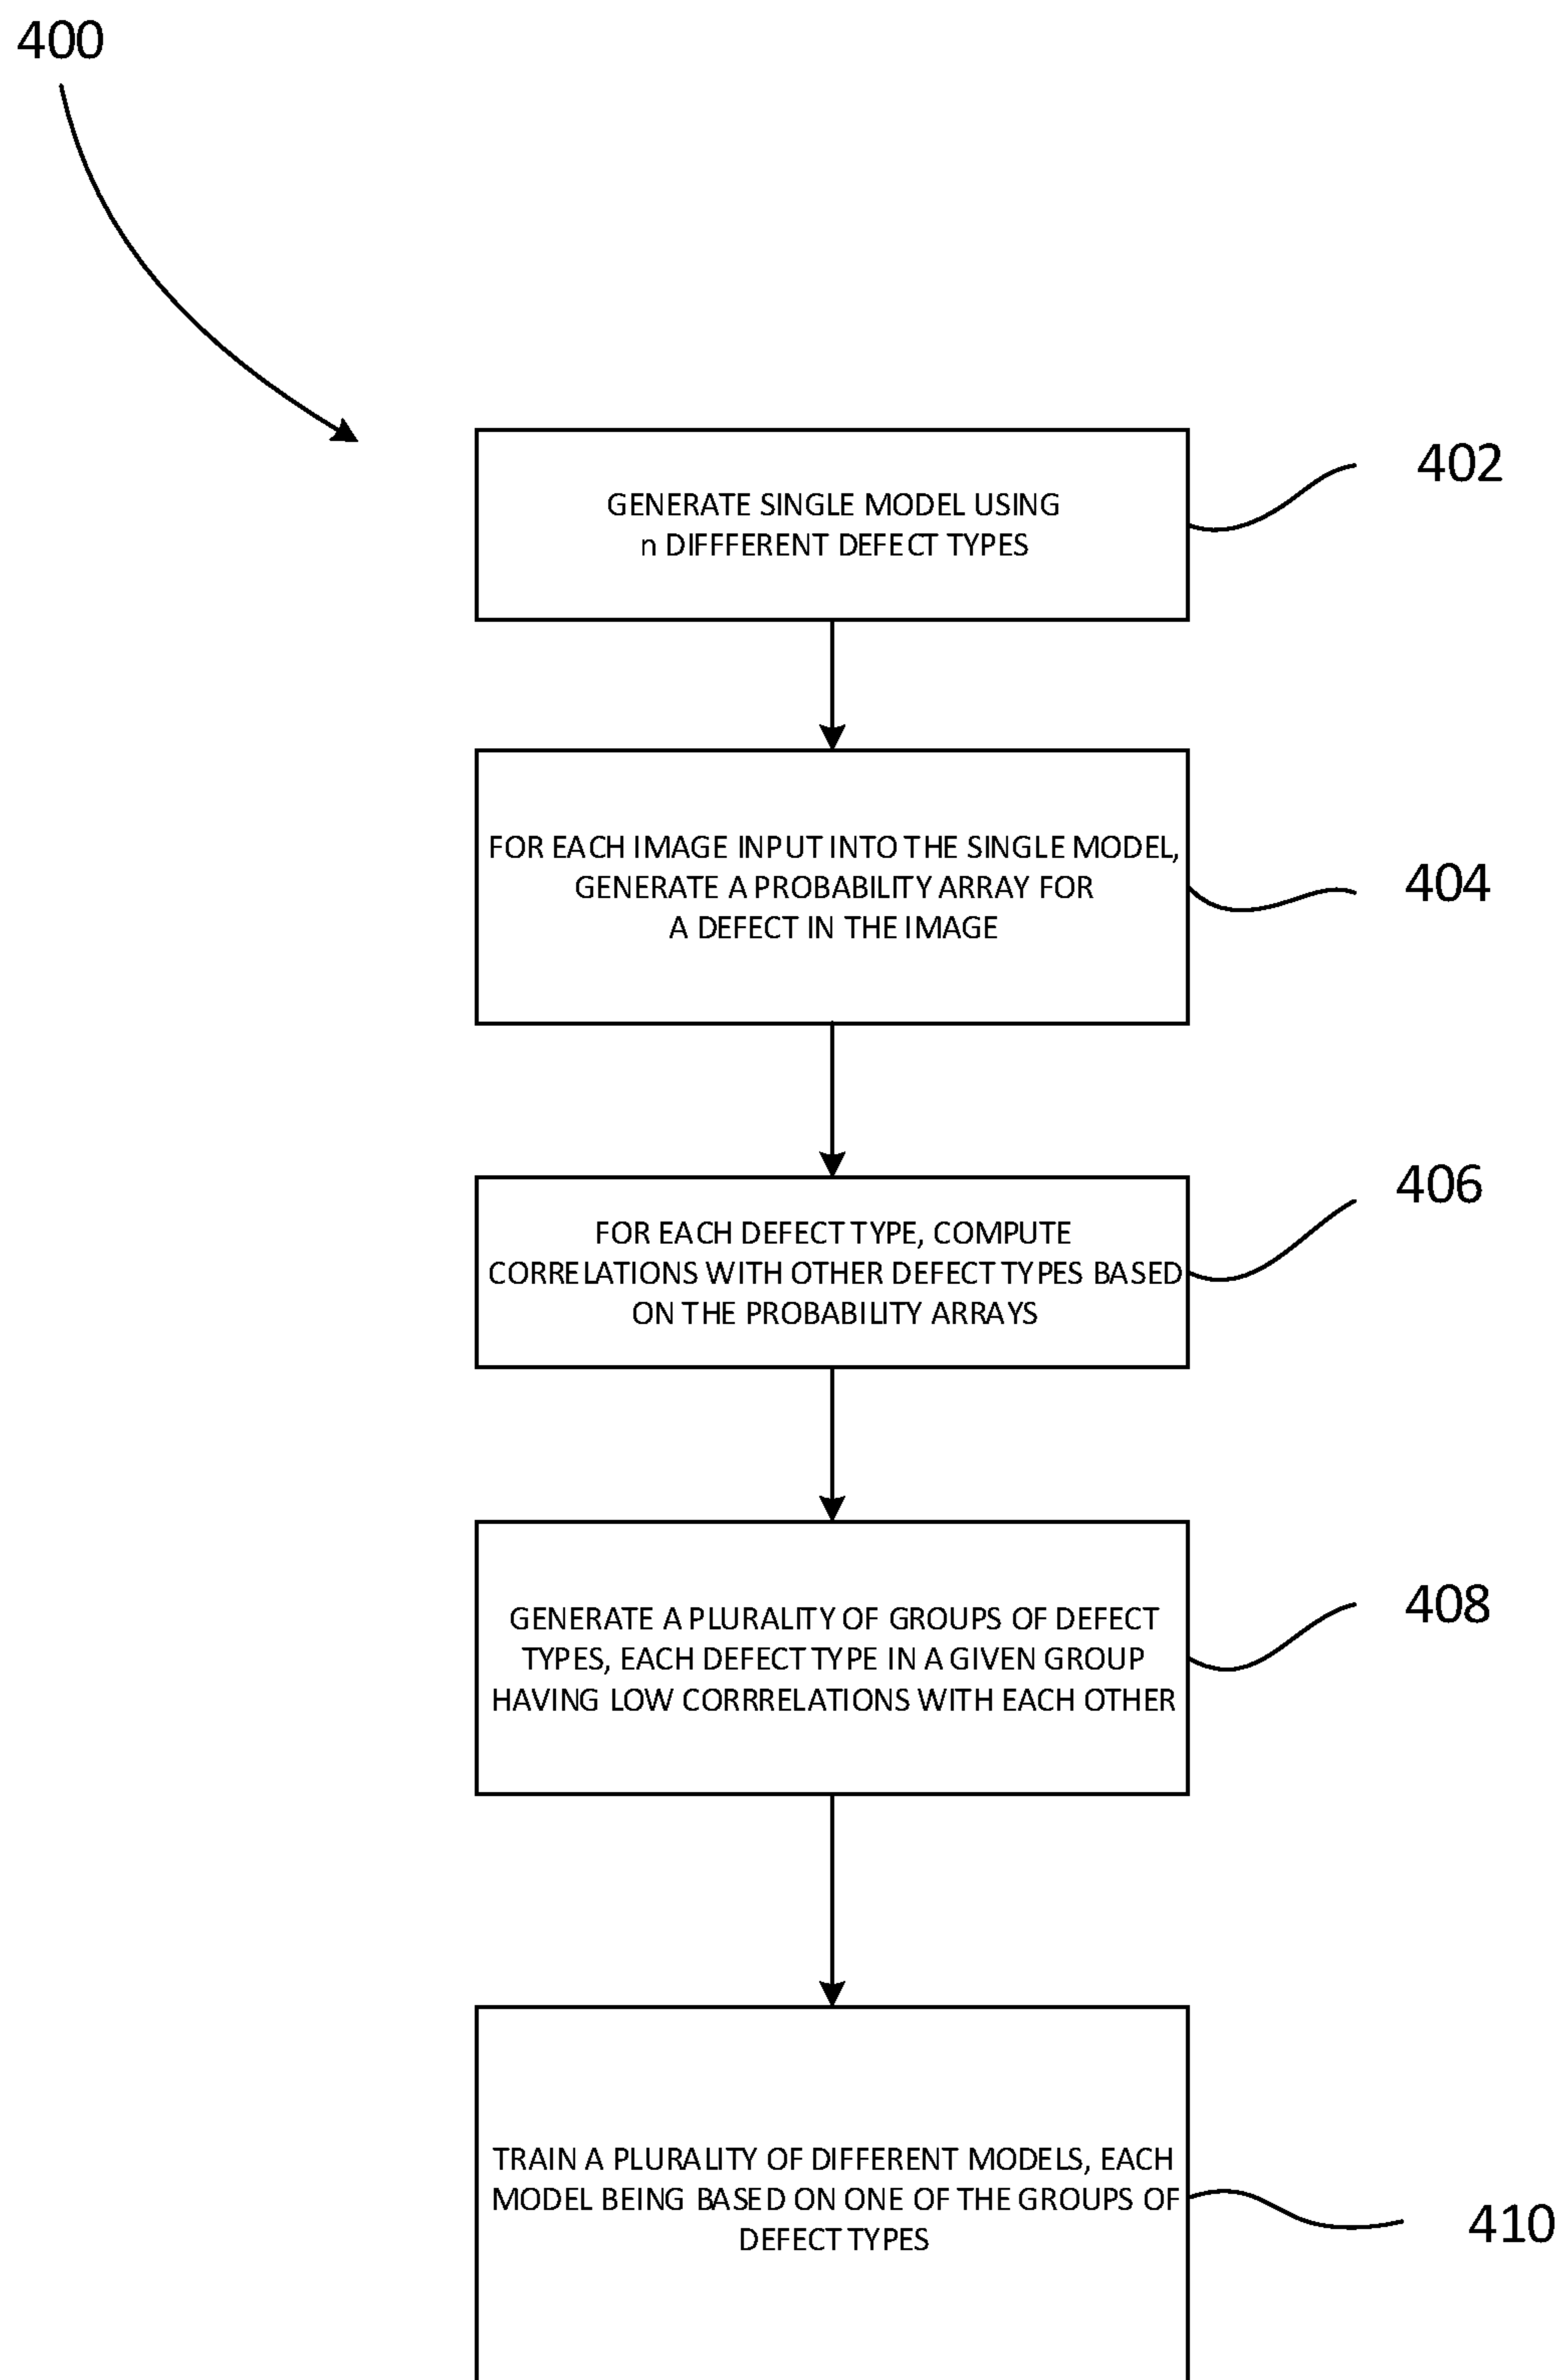 400
GENERATE SINGLE MODEL USING
n DIFFFERENT DEFECT TYPES
402
FOR EACH IMAGE INPUT INTO THE SINGLE MODEL,
GENERATE A PROBABILITY ARRAY FOR
A DEFECT IN THE IMAGE
404
FOR EACH DEFECT TYPE, COMPUTE
CORRELATIONS WITH OTHER DEFECT TYPES BASED
ON THE PROBABILITY ARRAYS
406
GENERATE A PLURALITY OF GROUPS OF DEFECT
TYPES, EACH DEFECT TYPE IN A GIVEN GROUP
HAVING LOW CORRRELATIONS WITH EACH OTHER
408
TRAIN A PLURALITY OF DIFFERENT MODELS, EACH
MODEL BEING BASED ON ONE OF THE GROUPS OF
DEFECT TYPES
410